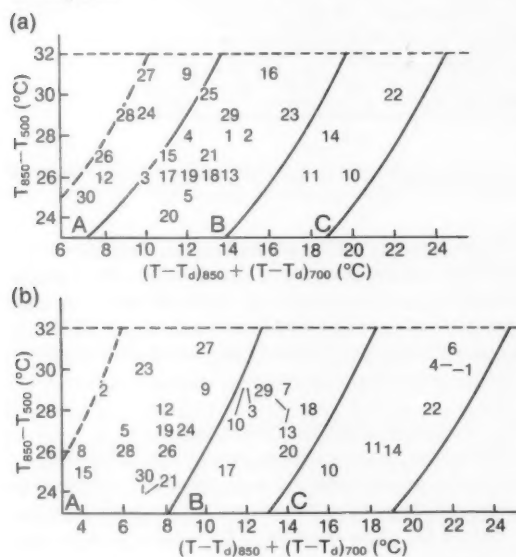 (a)
32
27 9 16
30 25 22
28 24 29 23
28 4 1 2 14
26 15 21
26 12 3 17 19 18 13 11 10
30 5
24 A 20 B C
6 8 10 12 14 16 18 20 22 24
T850–T500 (°C)
(T–Td)850 + (T–Td)700 (°C)
(b)
32
27 6
30 23 4 1
2 9 29 7
28 12 10 3 18 22
5 27 24 13
26 8 28 26 20 11 14
15 30 21 17 10
24 A B C
4 6 8 10 12 14 16 18 20 22 24
T850–T500 (°C)
(T–Td)850 + (T–Td)700 (°C)